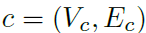 c = (V_c, E_c)